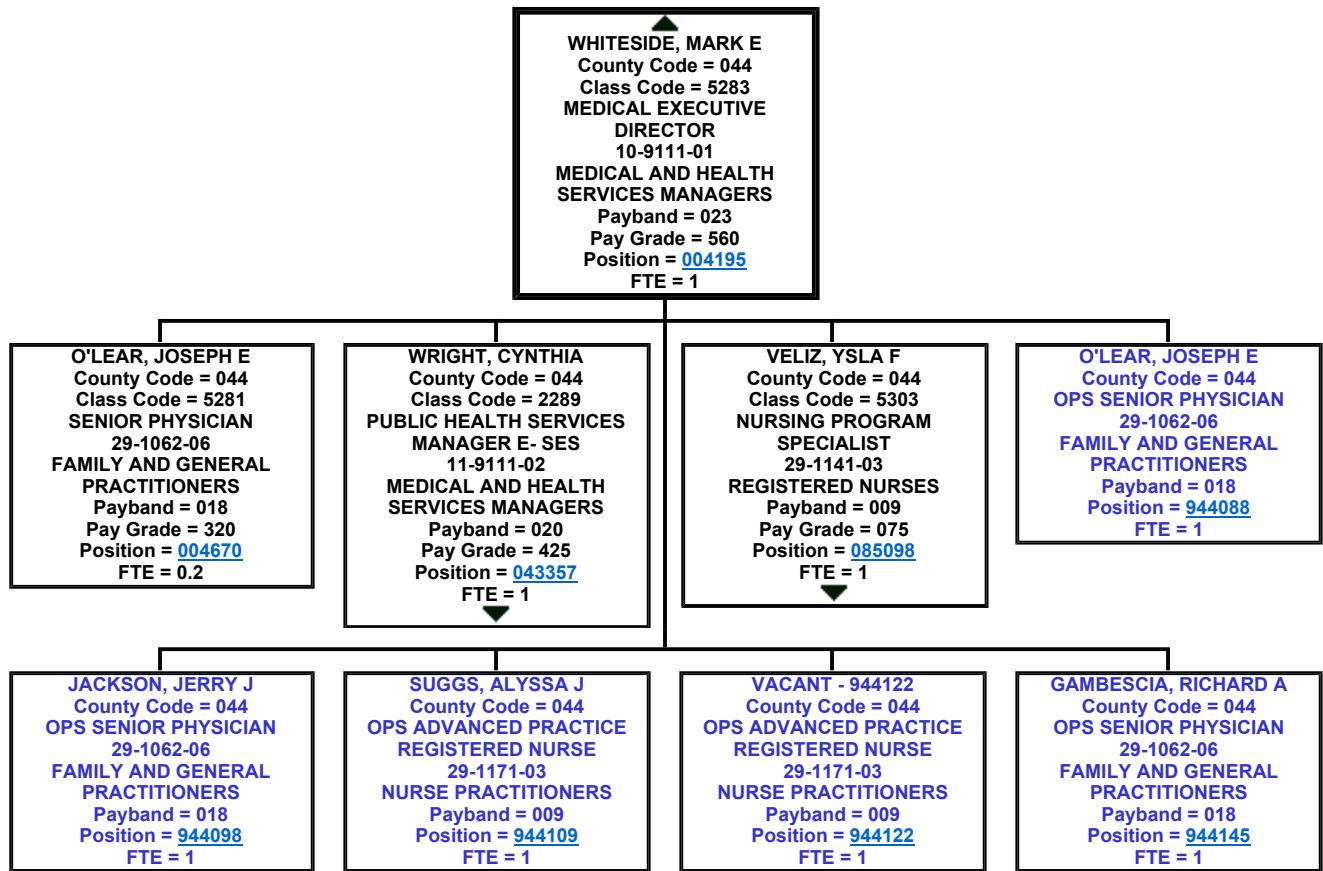 WHITESIDE, MARK E
County Code = 044
Class Code = 5283
MEDICAL EXECUTIVE
DIRECTOR
10-9111-01
MEDICAL AND HEALTH
SERVICES MANAGERS
Payband = 023
Pay Grade = 560
Position = 004195
FTE = 1
O'LEAR, JOSEPH E
County Code = 044
Class Code = 5281
SENIOR PHYSICIAN
29-1062-06
FAMILY AND GENERAL
PRACTITIONERS
Payband = 018
Pay Grade = 320
Position = 004670
FTE = 0.2
WRIGHT, CYNTHIA
County Code = 044
Class Code = 2289
PUBLIC HEALTH SERVICES
MANAGER E- SES
11-9111-02
MEDICAL AND HEALTH
SERVICES MANAGERS
Payband = 020
Pay Grade = 425
Position = 043357
FTE = 1
VELIZ, YSLA F
County Code = 044
Class Code = 5303
NURSING PROGRAM
SPECIALIST
29-1141-03
REGISTERED NURSES
Payband = 009
Pay Grade = 075
Position = 085098
FTE = 1
O'LEAR, JOSEPH E
County Code = 044
OPS SENIOR PHYSICIAN
29-1062-06
FAMILY AND GENERAL
PRACTITIONERS
Payband = 018
Position = 944088
FTE = 1
JACKSON, JERRY J
County Code = 044
OPS SENIOR PHYSICIAN
29-1062-06
FAMILY AND GENERAL
PRACTITIONERS
Payband = 018
Position = 944098
FTE = 1
SUGGS, ALYSSA J
County Code = 044
OPS ADVANCED PRACTICE
REGISTERED NURSE
29-1171-03
NURSE PRACTITIONERS
Payband = 009
Position = 944109
FTE = 1
VACANT - 944122
County Code = 044
OPS ADVANCED PRACTICE
REGISTERED NURSE
29-1171-03
NURSE PRACTITIONERS
Payband = 009
Position = 944122
FTE = 1
GAMBESCIA, RICHARD A
County Code = 044
OPS SENIOR PHYSICIAN
29-1062-06
FAMILY AND GENERAL
PRACTITIONERS
Payband = 018
Position = 944145
FTE = 1